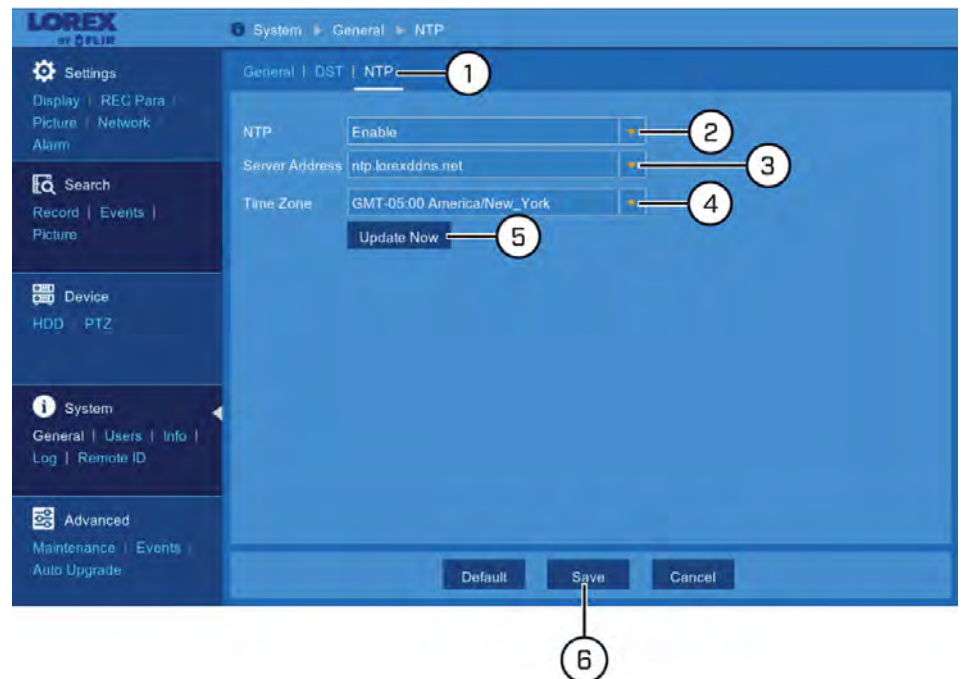 LOREX
BY FLIR
System General NTP
Settings
Display | REC Para |
Picture | Network
Alarm
Search
Record | Events |
Picture
Device
HDD PTZ
System
General | Users | Info |
Log | Remote ID
Advanced
Maintenance | Events |
Auto Upgrade
General | DST | NTP
1
NTP Enable
2
Server Address ntp.lorexddns.net
3
Time Zone GMT-05:00 America/New_York
4
Update Now
5
Default Save Cancel
6